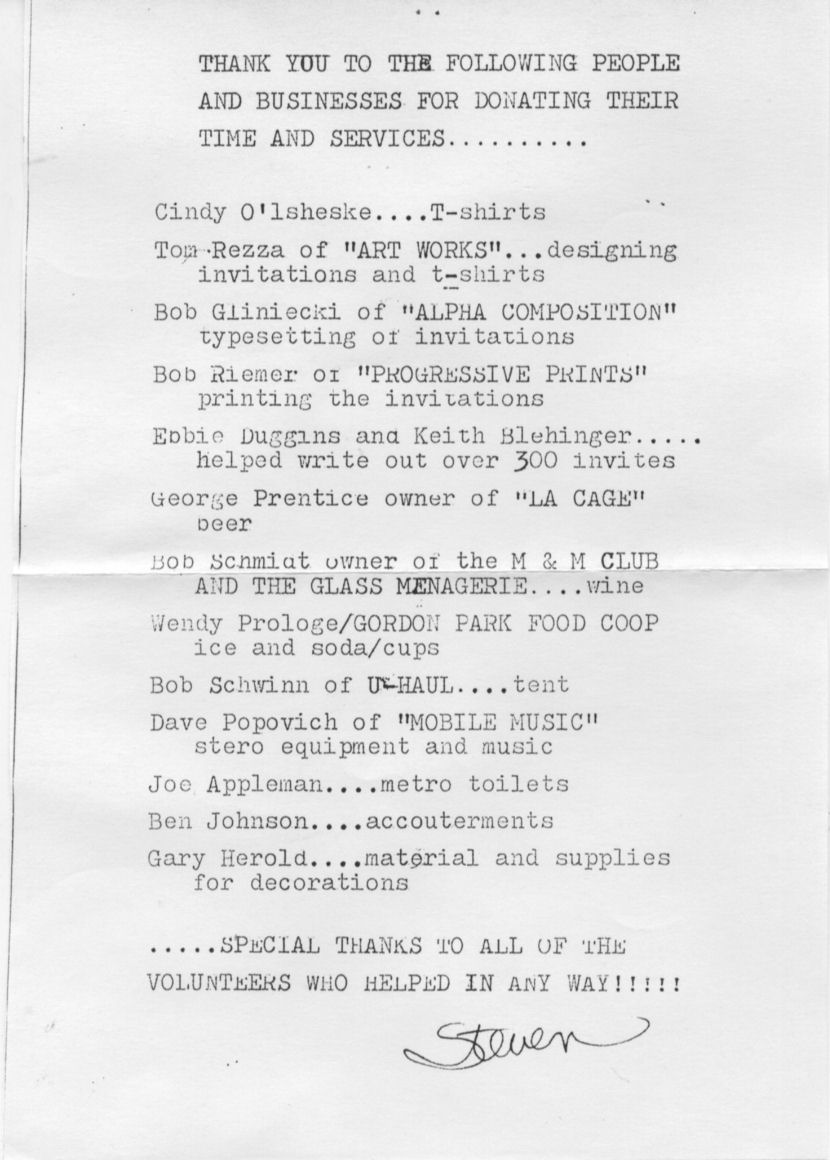 THANK YOU TO THE FOLLOWING PEOPLE
AND BUSINESSES FOR DONATING THEIR
TIME AND SERVICES..........
Cindy O'lsheske....T-shirts
Tom Rezza of "ART WORKS"...designing
invitations and t-shirts
Bob Gliniecki of "ALPHA COMPOSITION"
typesetting of invitations
Bob Riemer of "PROGRESSIVE PRINTS"
printing the invitations
Ebbie Duggins and Keith Blehinger.....
helped write out over 300 invites
George Prentice owner of "LA CAGE"
beer
Bob Schmidt owner of the M & M CLUB
AND THE GLASS MENAGERIE....wine
Wendy Prologe/GORDON PARK FOOD COOP
ice and soda/cups
Bob Schwinn of U-HAUL....tent
Dave Popovich of "MOBILE MUSIC"
stero equipment and music
Joe Appleman....metro toilets
Ben Johnson....accouterments
Gary Herold....material and supplies
for decorations
.....SPECIAL THANKS TO ALL OF THE
VOLUNTEERS WHO HELPED IN ANY WAY!!!!!
Steven